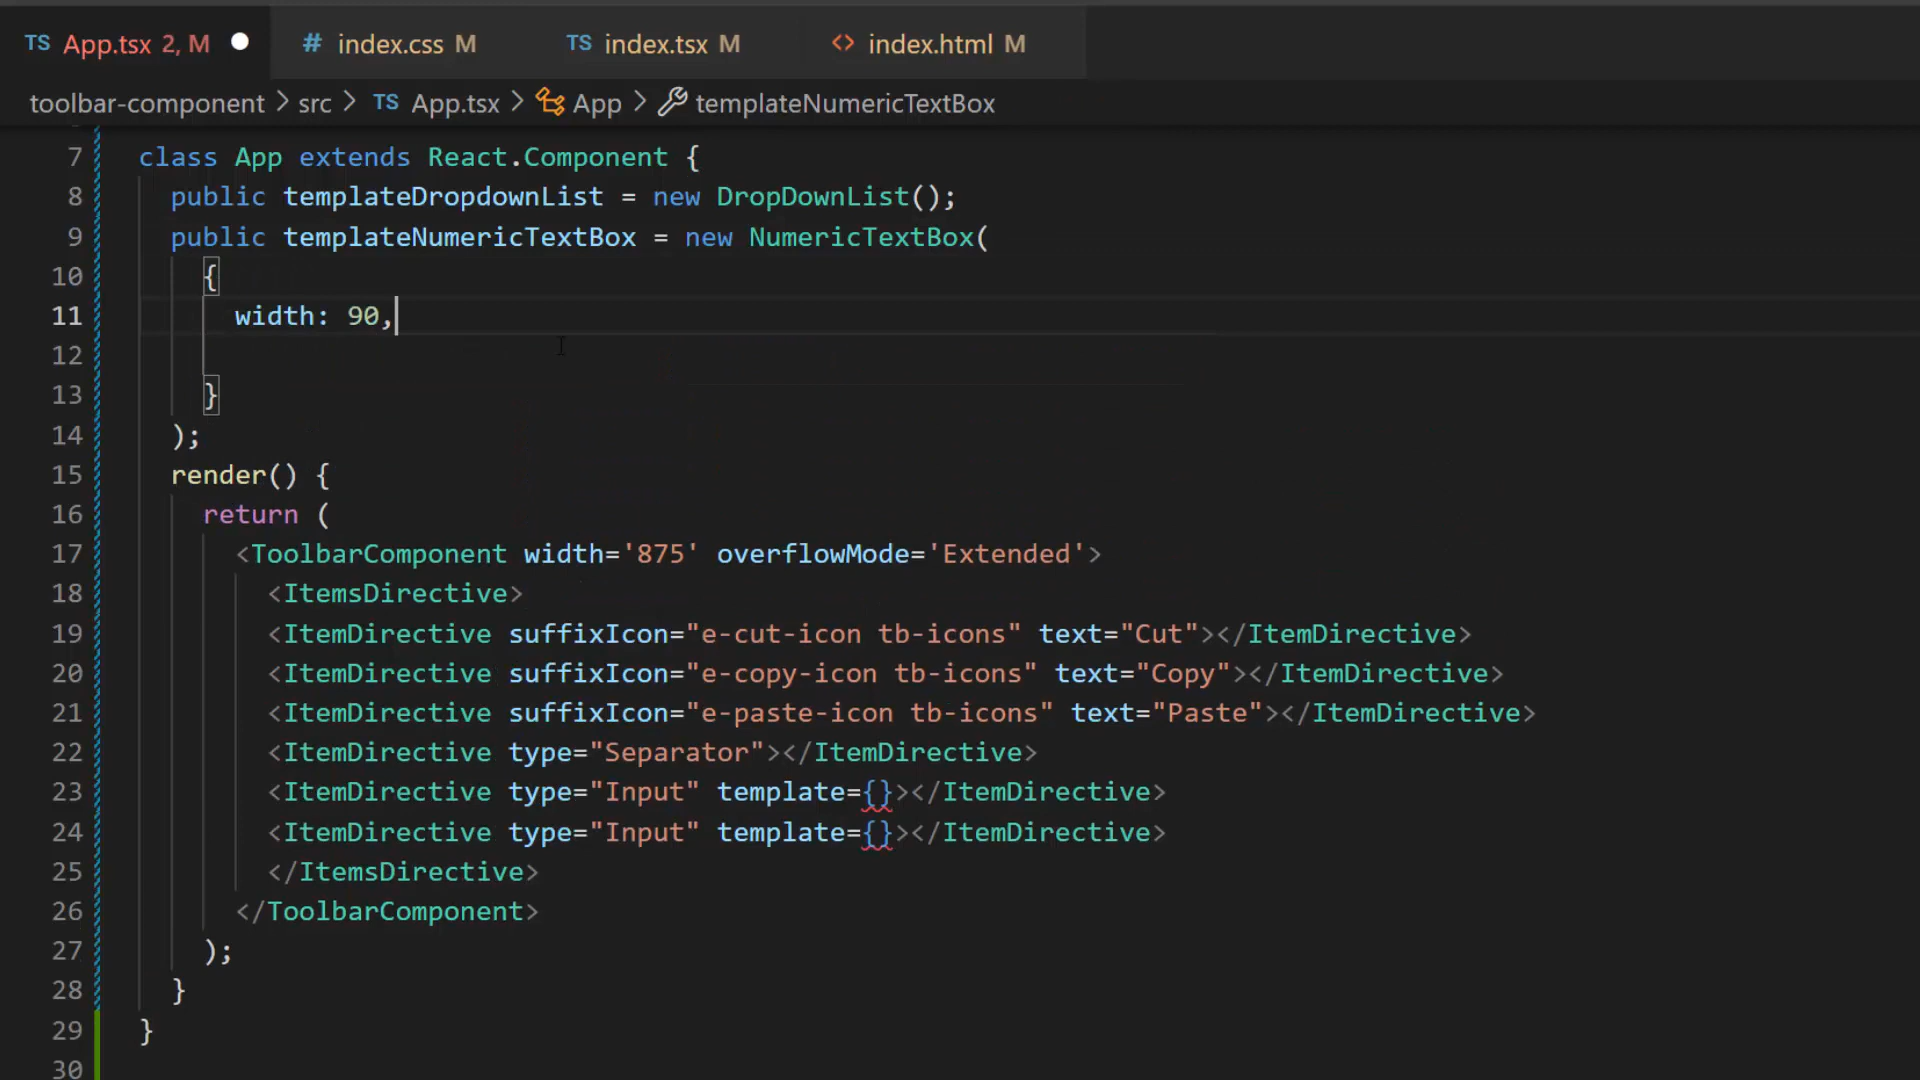 TS App.tsx 2, M ● # index.css M TS index.tsx M <> index.html M
toolbar-component > src > TS App.tsx > App > templateNumericTextBox
7 class App extends React.Component {
8 public templateDropdownList = new DropDownList();
9 public templateNumericTextBox = new NumericTextBox(
10 {
11 width: 90,
12
13 }
14 );
15 render() {
16 return (
17 <ToolbarComponent width='875' overflowMode='Extended'>
18 <ItemsDirective>
19 <ItemDirective suffixIcon="e-cut-icon tb-icons" text="Cut"></ItemDirective>
20 <ItemDirective suffixIcon="e-copy-icon tb-icons" text="Copy"></ItemDirective>
21 <ItemDirective suffixIcon="e-paste-icon tb-icons" text="Paste"></ItemDirective>
22 <ItemDirective type="Separator"></ItemDirective>
23 <ItemDirective type="Input" template={}></ItemDirective>
24 <ItemDirective type="Input" template={}></ItemDirective>
25 </ItemsDirective>
26 </ToolbarComponent>
27 );
28 }
29 }
30